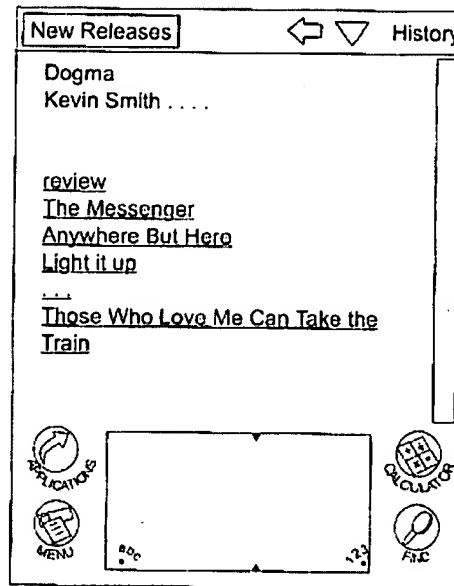 New Releases History
Dogma
Kevin Smith . . . .
review
The Messenger
Anywhere But Hero
Light it up
. . .
Those Who Love Me Can Take the
Train
APPLICATIONS
CALCULATOR
MENU
abc
123
FIND